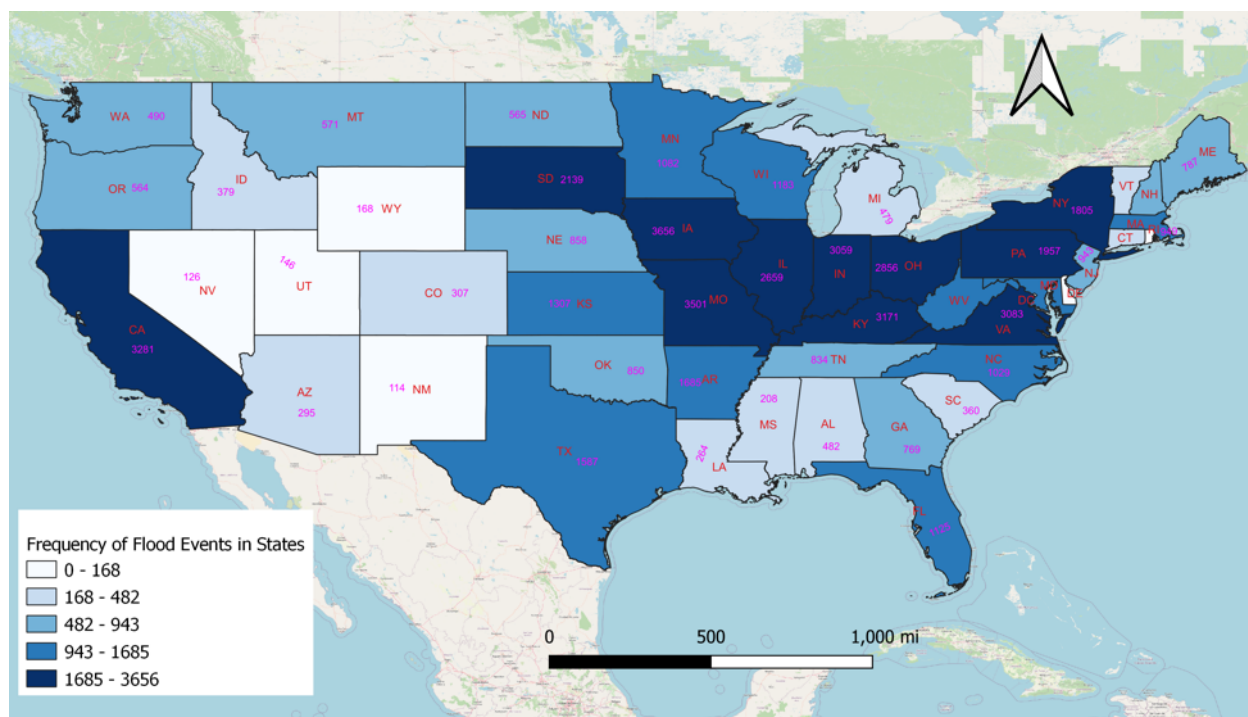 WA 490
MT
571
565 ND
MN
ME
787
OR 564
ID
379
168 WY
SD 2139
WI
MI
479
VT
NH
NY
1805
MA
CT
NE 858
3656 IA
PA 1957
943
NJ
126
NV
146
UT
CO 307
KS
IL
2659
3059
IN
2856 OH
WV
DC
3083
VA
DE
CA
3281
3501 MO
KY 3171
AZ
295
114 NM
OK 850
AR
834 TN
NC
TX
208
MS
AL
482
GA
769
SC
360
264
LA
FL
Frequency of Flood Events in States
0 - 168
168 - 482
482 - 943
943 - 1685
1685 - 3656
0 500 1,000 mi